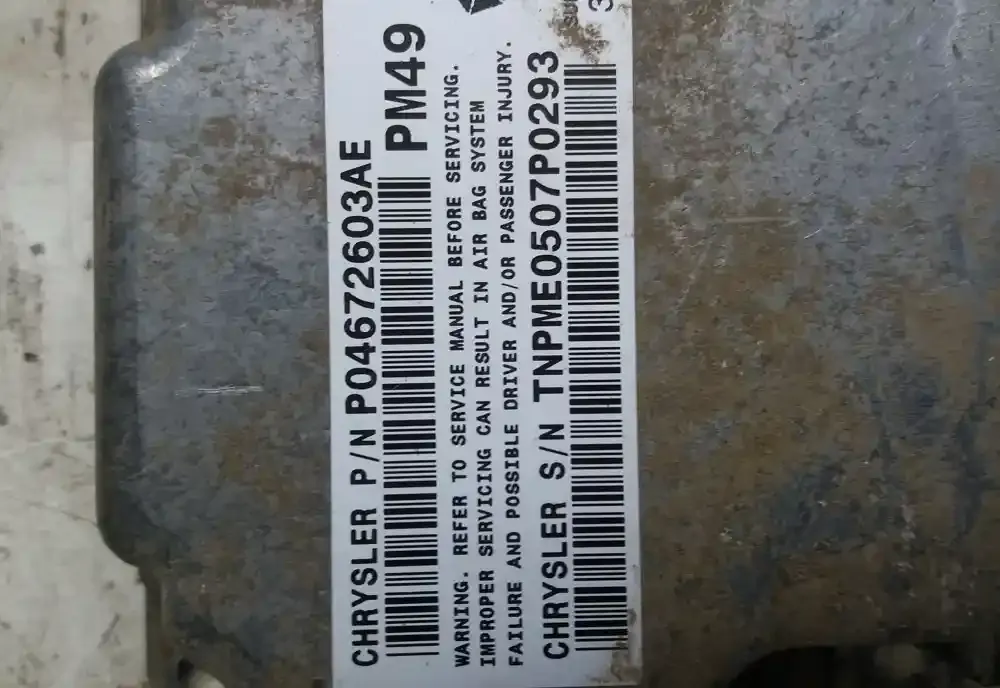 CHRYSLER P/N P04672603AE
PM49
WARNING. REFER TO SERVICE MANUAL BEFORE SERVICING.
IMPROPER SERVICING CAN RESULT IN AIR BAG SYSTEM
FAILURE AND POSSIBLE DRIVER AND/OR PASSENGER INJURY.
CHRYSLER S/N TNPME0507P0293